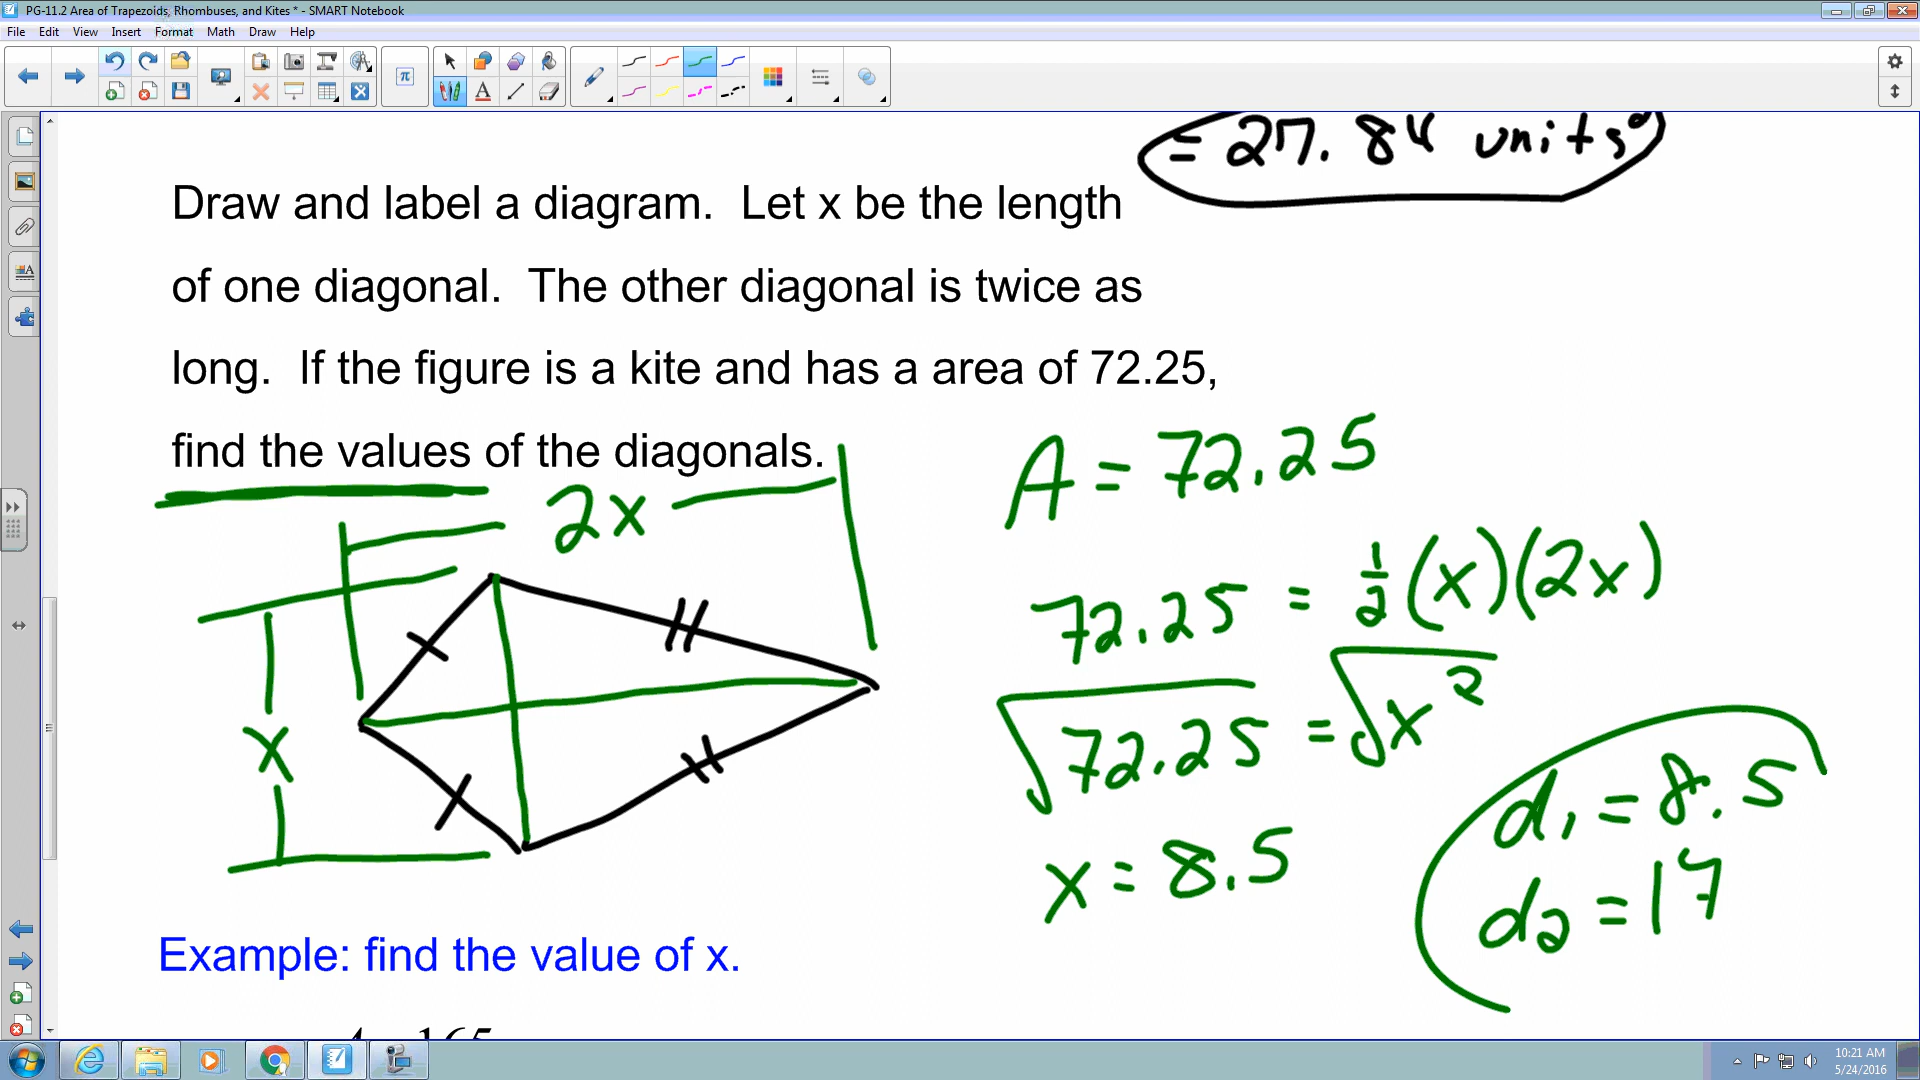 PG-11.2 Area of Trapezoids, Rhombuses, and Kites * - SMART Notebook
File Edit View Insert Format Math Draw Help
= 27.84 units²
Draw and label a diagram. Let x be the length
of one diagonal. The other diagonal is twice as
long. If the figure is a kite and has a area of 72.25,
find the values of the diagonals.
2x
x
A = 72.25
72.25 = 1/2 (x)(2x)
√72.25 = √x²
x = 8.5
d1 = 8.5
d2 = 17
Example: find the value of x.
10:21 AM
5/24/2016